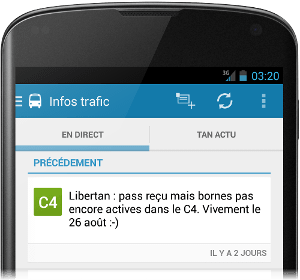 3G 03:20
Infos trafic
EN DIRECT TAN ACTU
PRÉCÉDEMENT
C4 Libertan : pass reçu mais bornes pas
encore actives dans le C4. Vivement le
26 août :-)
IL Y A 2 JOURS